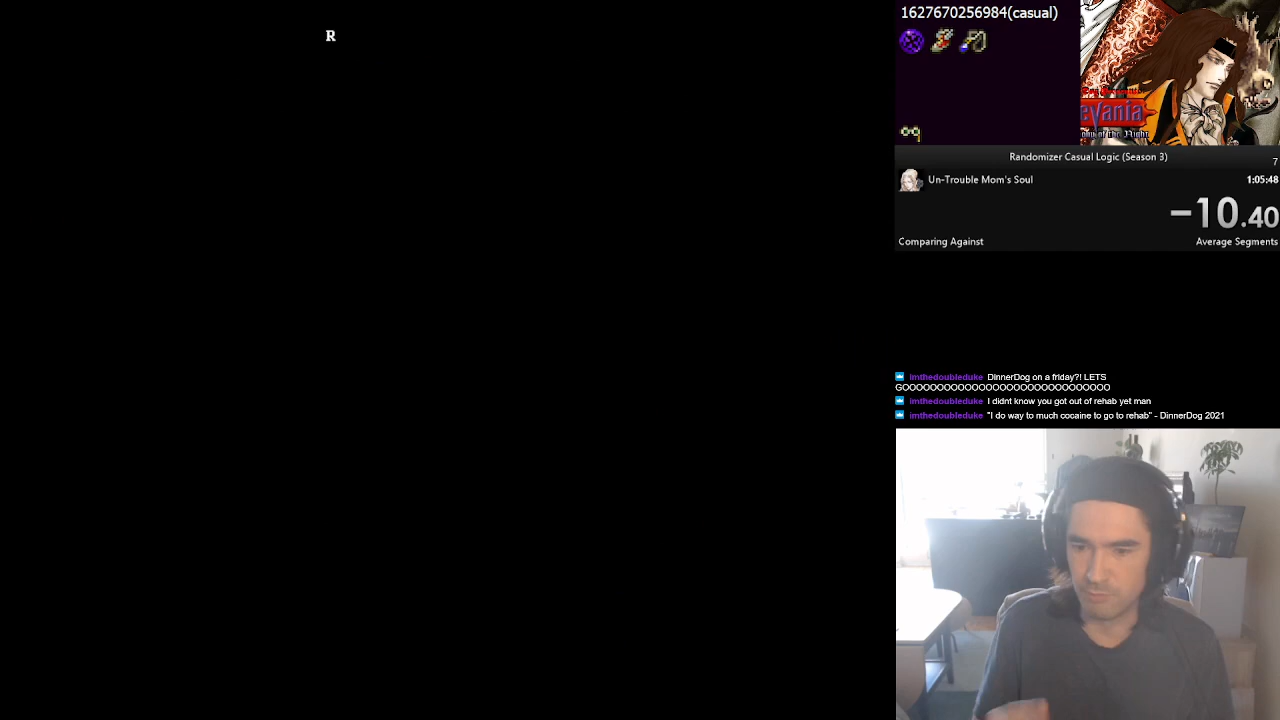 R
1627670256984(casual)
evania
Randomizer Casual Logic (Season 3)
7
Un-Trouble Mom's Soul
1:05:48
−10.40
Comparing Against
Average Segments
imthedoubleduke DinnerDog on a friday?! LETS
GOOOOOOOOOOOOOOOOOOOOOOOOOOOOOO
imthedoubleduke I didnt know you got out of rehab yet man
imthedoubleduke "I do way to much cocaine to go to rehab" - DinnerDog 2021